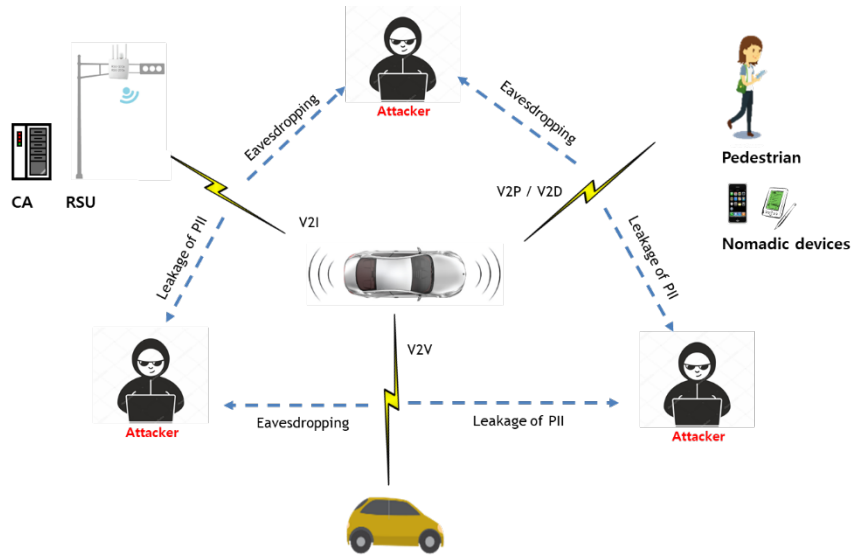 Attacker
Eavesdropping
Eavesdropping
Pedestrian
CA
RSU
V2I
V2P / V2D
Nomadic devices
Leakage of PII
Leakage of PII
V2V
Attacker
Eavesdropping
Leakage of PII
Attacker